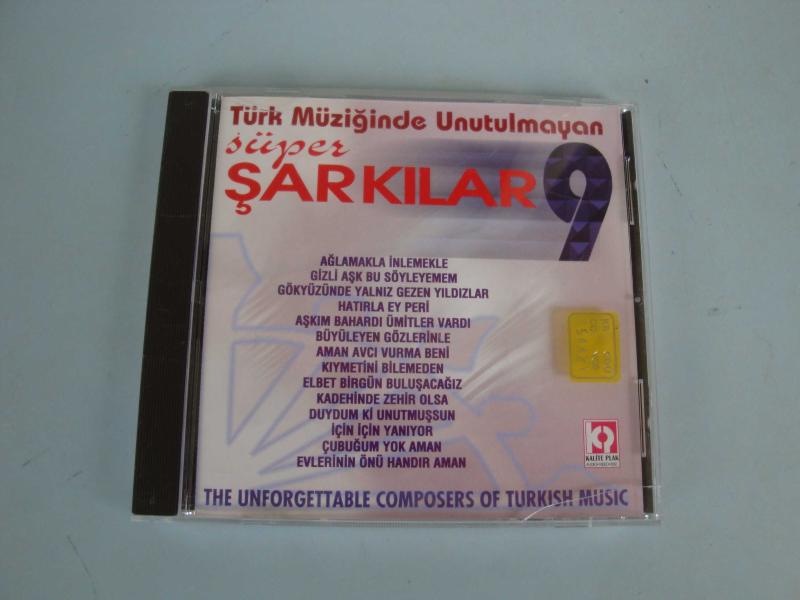 Türk Müziğinde Unutulmayan
süper
ŞARKILAR 9
AĞLAMAKLA İNLEMEKLE
GİZLİ AŞK BU SÖYLEYEMEM
GÖKYÜZÜNDE YALNIZ GEZEN YILDIZLAR
HATIRLA EY PERİ
AŞKIM BAHARDI ÜMİTLER VARDI
BÜYÜLEYEN GÖZLERİNLE
AMAN AVCI VURMA BENİ
KIYMETİNİ BİLEMEDEN
ELBET BİRGÜN BULUŞACAĞIZ
KADEHİNDE ZEHİR OLSA
DUYDUM Kİ UNUTMUŞSUN
İÇİN İÇİN YANIYOR
ÇUBUĞUM YOK AMAN
EVLERİNİN ÖNÜ HANDIR AMAN
KALİTE PLAK
THE UNFORGETTABLE COMPOSERS OF TURKISH MUSIC